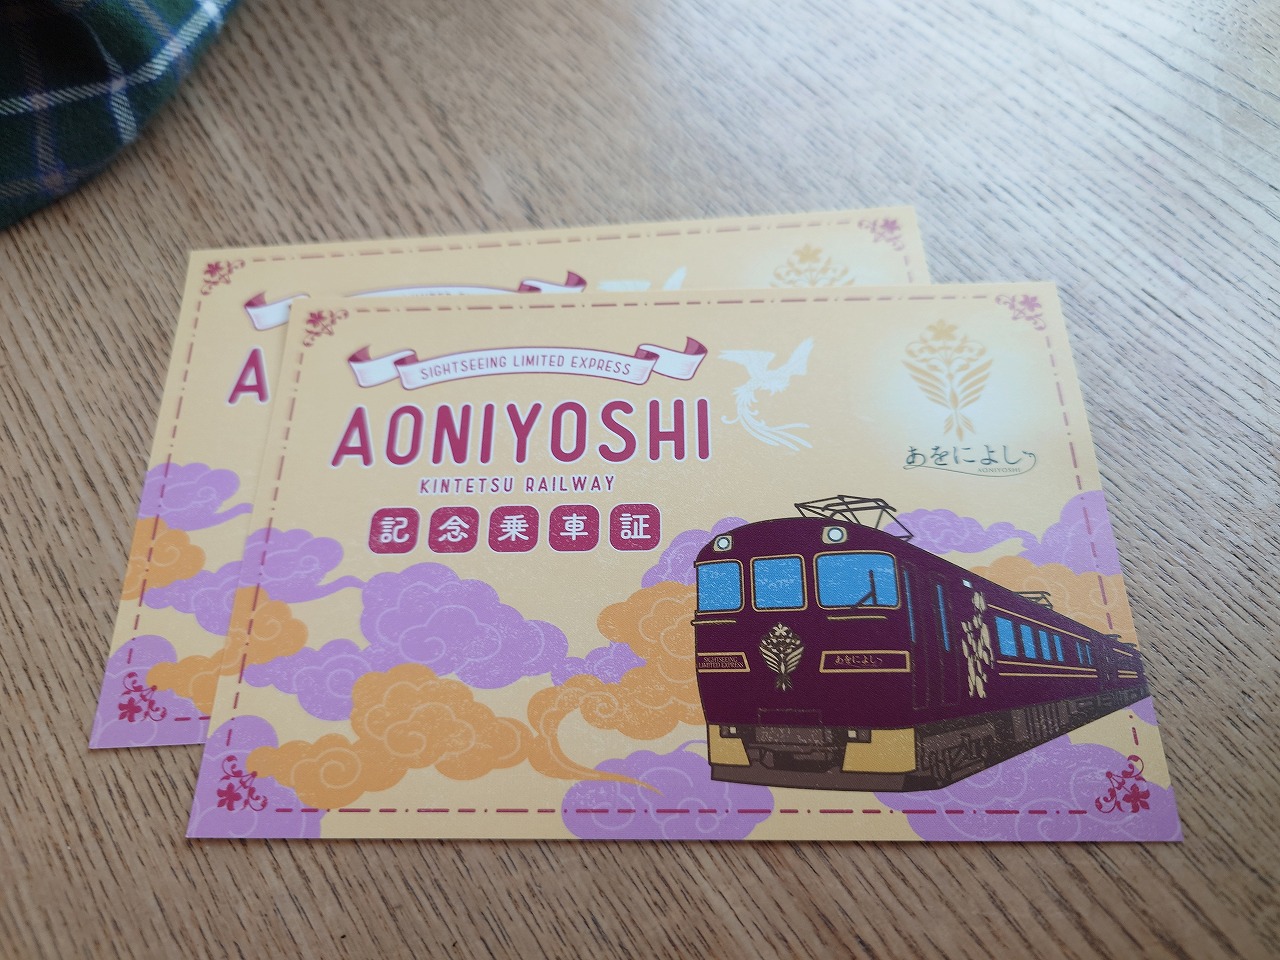 SIGHTSEEING LIMITED EXPRESS
AONIYOSHI
KINTETSU RAILWAY
記念乗車証
あをによし
AONIYOSHI
SIGHTSEEING
LIMITED EXPRESS
あをによし
A